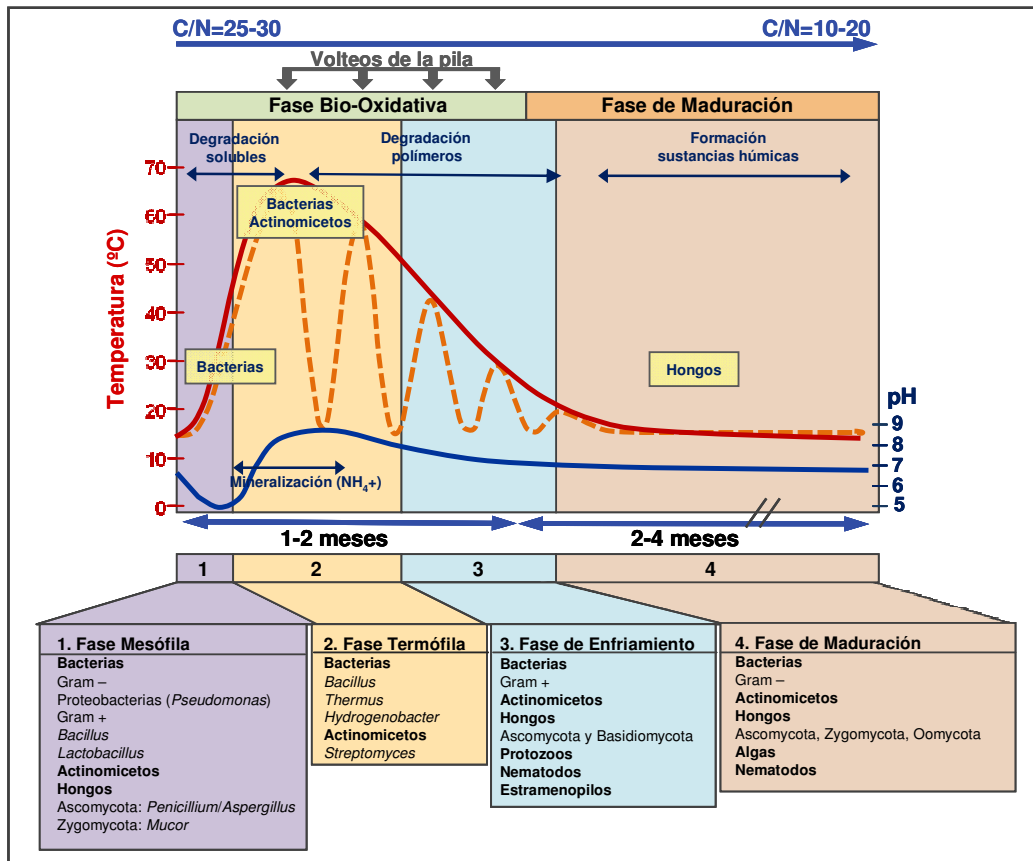 C/N=25-30
C/N=10-20
Volteos de la pila
Fase Bio-Oxidativa
Fase de Maduración
Degradación
solubles
Degradación
polímeros
Formación
sustancias húmicas
Temperatura (ºC)
70
60
50
40
30
20
10
0
Bacterias
Actinomicetos
Bacterias
Hongos
pH
9
8
7
6
5
Mineralización (NH₄+)
1-2 meses
2-4 meses
1
2
3
4
1. Fase Mesófila
Bacterias
Gram –
Proteobacterias (Pseudomonas)
Gram +
Bacillus
Lactobacillus
Actinomicetos
Hongos
Ascomycota: Penicillium/Aspergillus
Zygomycota: Mucor
2. Fase Termófila
Bacterias
Bacillus
Thermus
Hydrogenobacter
Actinomicetos
Streptomyces
3. Fase de Enfriamiento
Bacterias
Gram +
Actinomicetos
Hongos
Ascomycota y Basidiomycota
Protozoos
Nematodos
Estramenopilos
4. Fase de Maduración
Bacterias
Gram –
Actinomicetos
Hongos
Ascomycota, Zygomycota, Oomycota
Algas
Nematodos